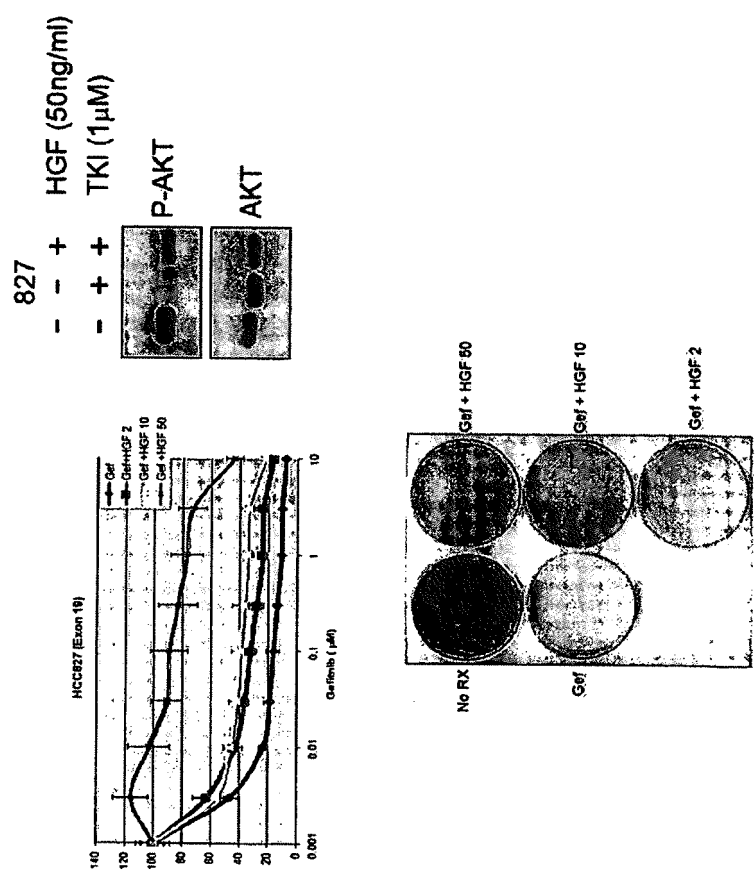 827
- - + HGF (50ng/ml)
- + + TKI (1µM)
P-AKT
AKT
HCC827 [Exon 19]
Gef
Gef+HGF 2
Gef +HGF 10
Gef +HGF 50
140
120
100
80
60
40
20
0
0.001
0.01
0.1
1
10
Gefitinib ( µM)
No RX
Gef
Gef + HGF 50
Gef + HGF 10
Gef + HGF 2